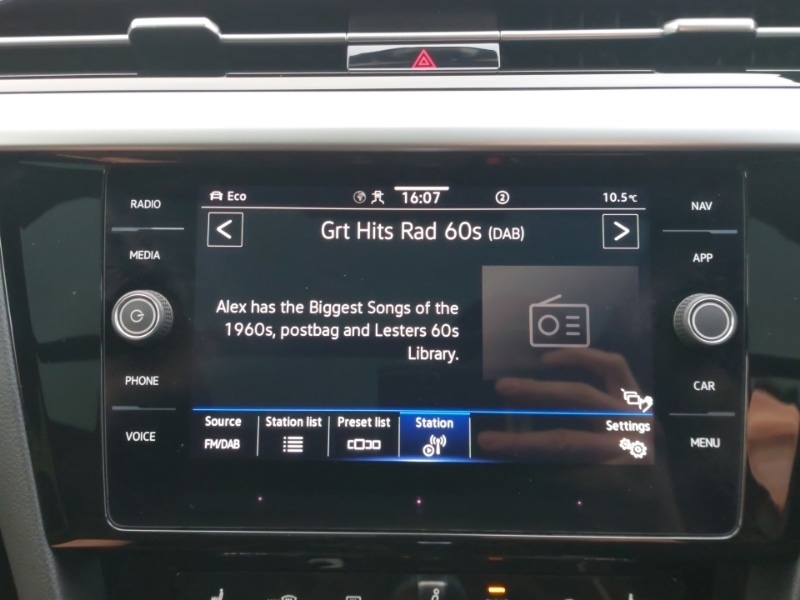 RADIO
MEDIA
PHONE
VOICE
Eco
16:07
2
10.5°C
<
Grt Hits Rad 60s (DAB)
>
Alex has the Biggest Songs of the
1960s, postbag and Lesters 60s
Library.
Source
FM/DAB
Station list
Preset list
Station
Settings
NAV
APP
CAR
MENU